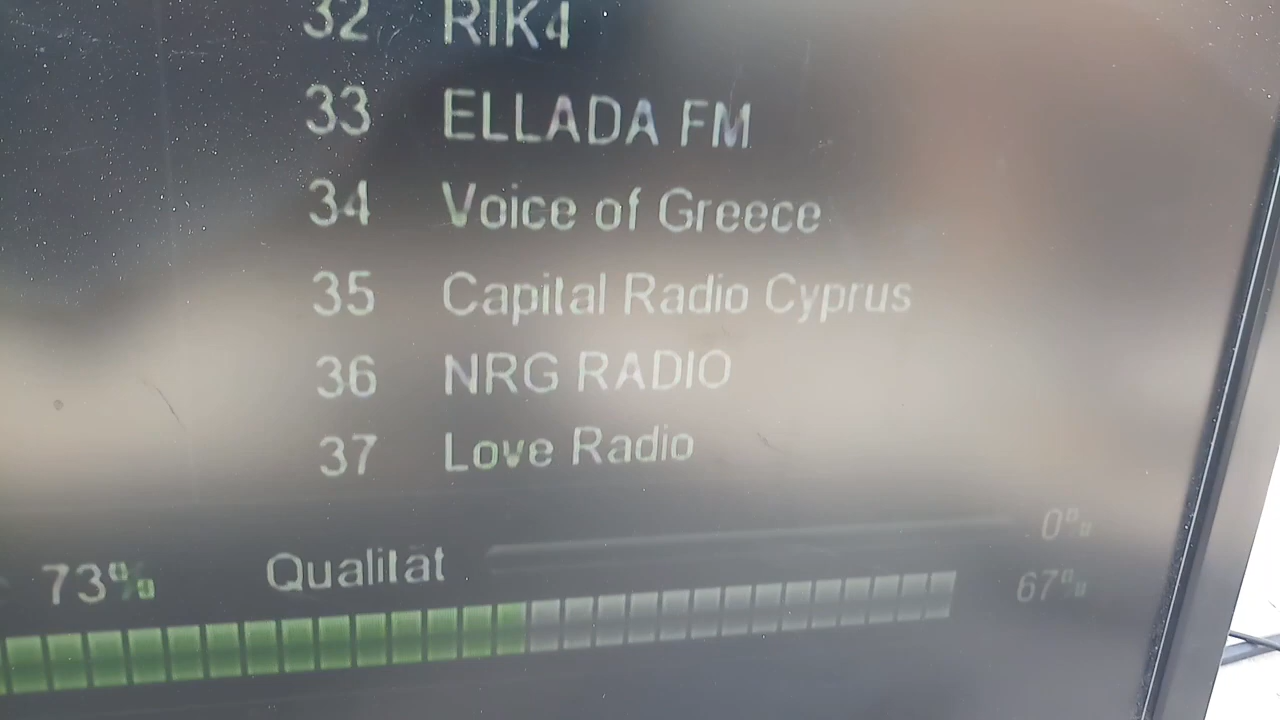 32 RIK4
33 ELLADA FM
34 Voice of Greece
35 Capital Radio Cyprus
36 NRG RADIO
37 Love Radio
73% Qualität 0%
67%